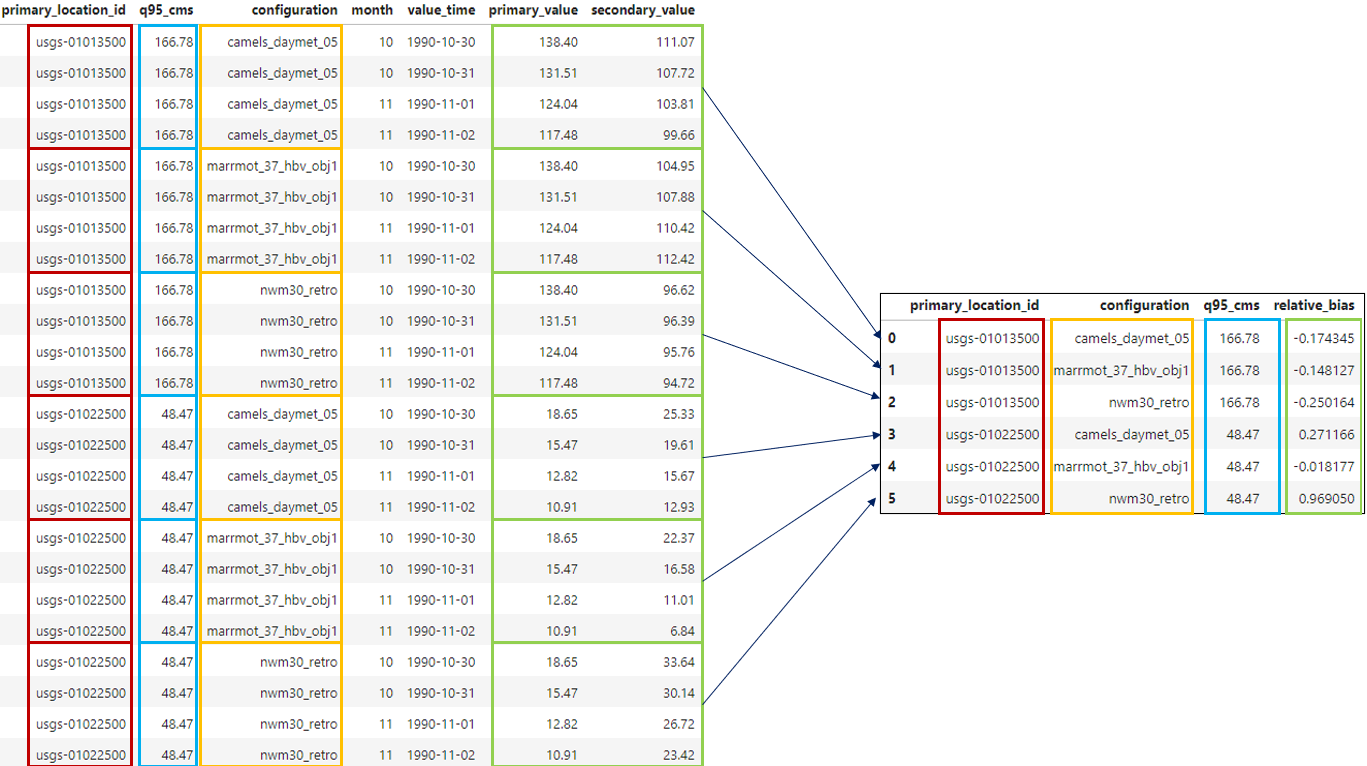 primary_location_id q95_cms configuration month value_time primary_value secondary_value
usgs-01013500 166.78 camels_daymet_05 10 1990-10-30 138.40 111.07
usgs-01013500 166.78 camels_daymet_05 10 1990-10-31 131.51 107.72
usgs-01013500 166.78 camels_daymet_05 11 1990-11-01 124.04 103.81
usgs-01013500 166.78 camels_daymet_05 11 1990-11-02 117.48 99.66
usgs-01013500 166.78 marrmot_37_hbv_obj1 10 1990-10-30 138.40 104.95
usgs-01013500 166.78 marrmot_37_hbv_obj1 10 1990-10-31 131.51 107.88
usgs-01013500 166.78 marrmot_37_hbv_obj1 11 1990-11-01 124.04 110.42
usgs-01013500 166.78 marrmot_37_hbv_obj1 11 1990-11-02 117.48 112.42
usgs-01013500 166.78 nwm30_retro 10 1990-10-30 138.40 96.62
usgs-01013500 166.78 nwm30_retro 10 1990-10-31 131.51 96.39
usgs-01013500 166.78 nwm30_retro 11 1990-11-01 124.04 95.76
usgs-01013500 166.78 nwm30_retro 11 1990-11-02 117.48 94.72
usgs-01022500 48.47 camels_daymet_05 10 1990-10-30 18.65 25.33
usgs-01022500 48.47 camels_daymet_05 10 1990-10-31 15.47 19.61
usgs-01022500 48.47 camels_daymet_05 11 1990-11-01 12.82 15.67
usgs-01022500 48.47 camels_daymet_05 11 1990-11-02 10.91 12.93
usgs-01022500 48.47 marrmot_37_hbv_obj1 10 1990-10-30 18.65 22.37
usgs-01022500 48.47 marrmot_37_hbv_obj1 10 1990-10-31 15.47 16.58
usgs-01022500 48.47 marrmot_37_hbv_obj1 11 1990-11-01 12.82 11.01
usgs-01022500 48.47 marrmot_37_hbv_obj1 11 1990-11-02 10.91 6.84
usgs-01022500 48.47 nwm30_retro 10 1990-10-30 18.65 33.64
usgs-01022500 48.47 nwm30_retro 10 1990-10-31 15.47 30.14
usgs-01022500 48.47 nwm30_retro 11 1990-11-01 12.82 26.72
usgs-01022500 48.47 nwm30_retro 11 1990-11-02 10.91 23.42
primary_location_id configuration q95_cms relative_bias
0 usgs-01013500 camels_daymet_05 166.78 -0.174345
1 usgs-01013500 marrmot_37_hbv_obj1 166.78 -0.148127
2 usgs-01013500 nwm30_retro 166.78 -0.250164
3 usgs-01022500 camels_daymet_05 48.47 0.271166
4 usgs-01022500 marrmot_37_hbv_obj1 48.47 -0.018177
5 usgs-01022500 nwm30_retro 48.47 0.969050